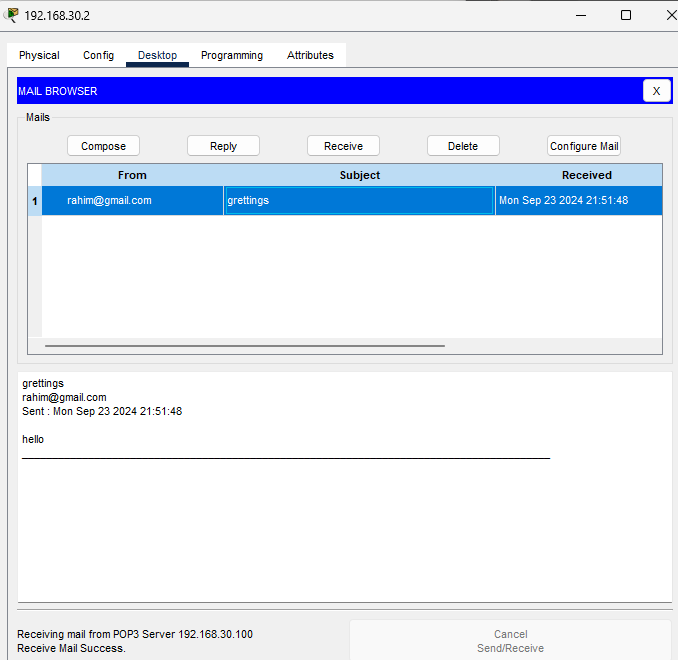 192.168.30.2
Physical Config Desktop Programming Attributes
MAIL BROWSER X
Mails
Compose Reply Receive Delete Configure Mail
From Subject Received
1 rahim@gmail.com grettings Mon Sep 23 2024 21:51:48
grettings
rahim@gmail.com
Sent : Mon Sep 23 2024 21:51:48
hello
Receiving mail from POP3 Server 192.168.30.100
Receive Mail Success.
Cancel
Send/Receive